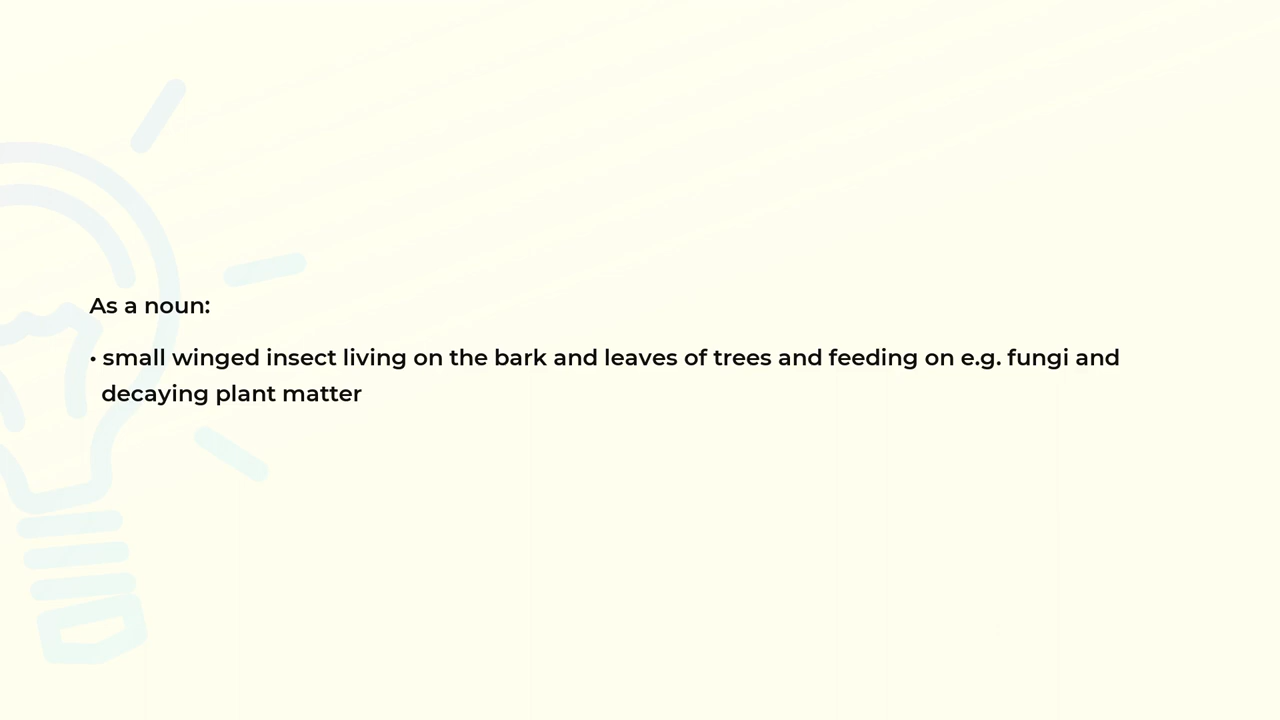 As a noun:
• small winged insect living on the bark and leaves of trees and feeding on e.g. fungi and
decaying plant matter